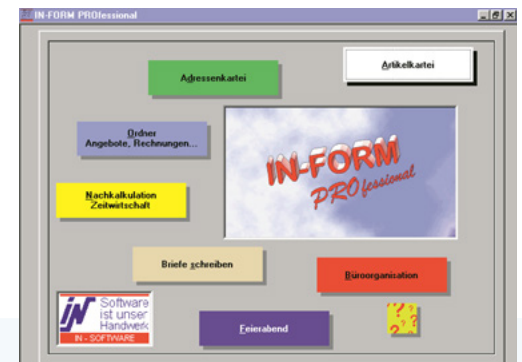 IN-FORM PROfessional
Artikelkartei
Adressenkartei
Ordner
Angebote, Rechnungen...
IN-FORM
PROfessional
Nachkalkulation
Zeitwirtschaft
Briefe schreiben
Büroorganisation
iN Software
ist unser
Handwerk
IN - SOFTWARE
Feierabend
? ? ? ?